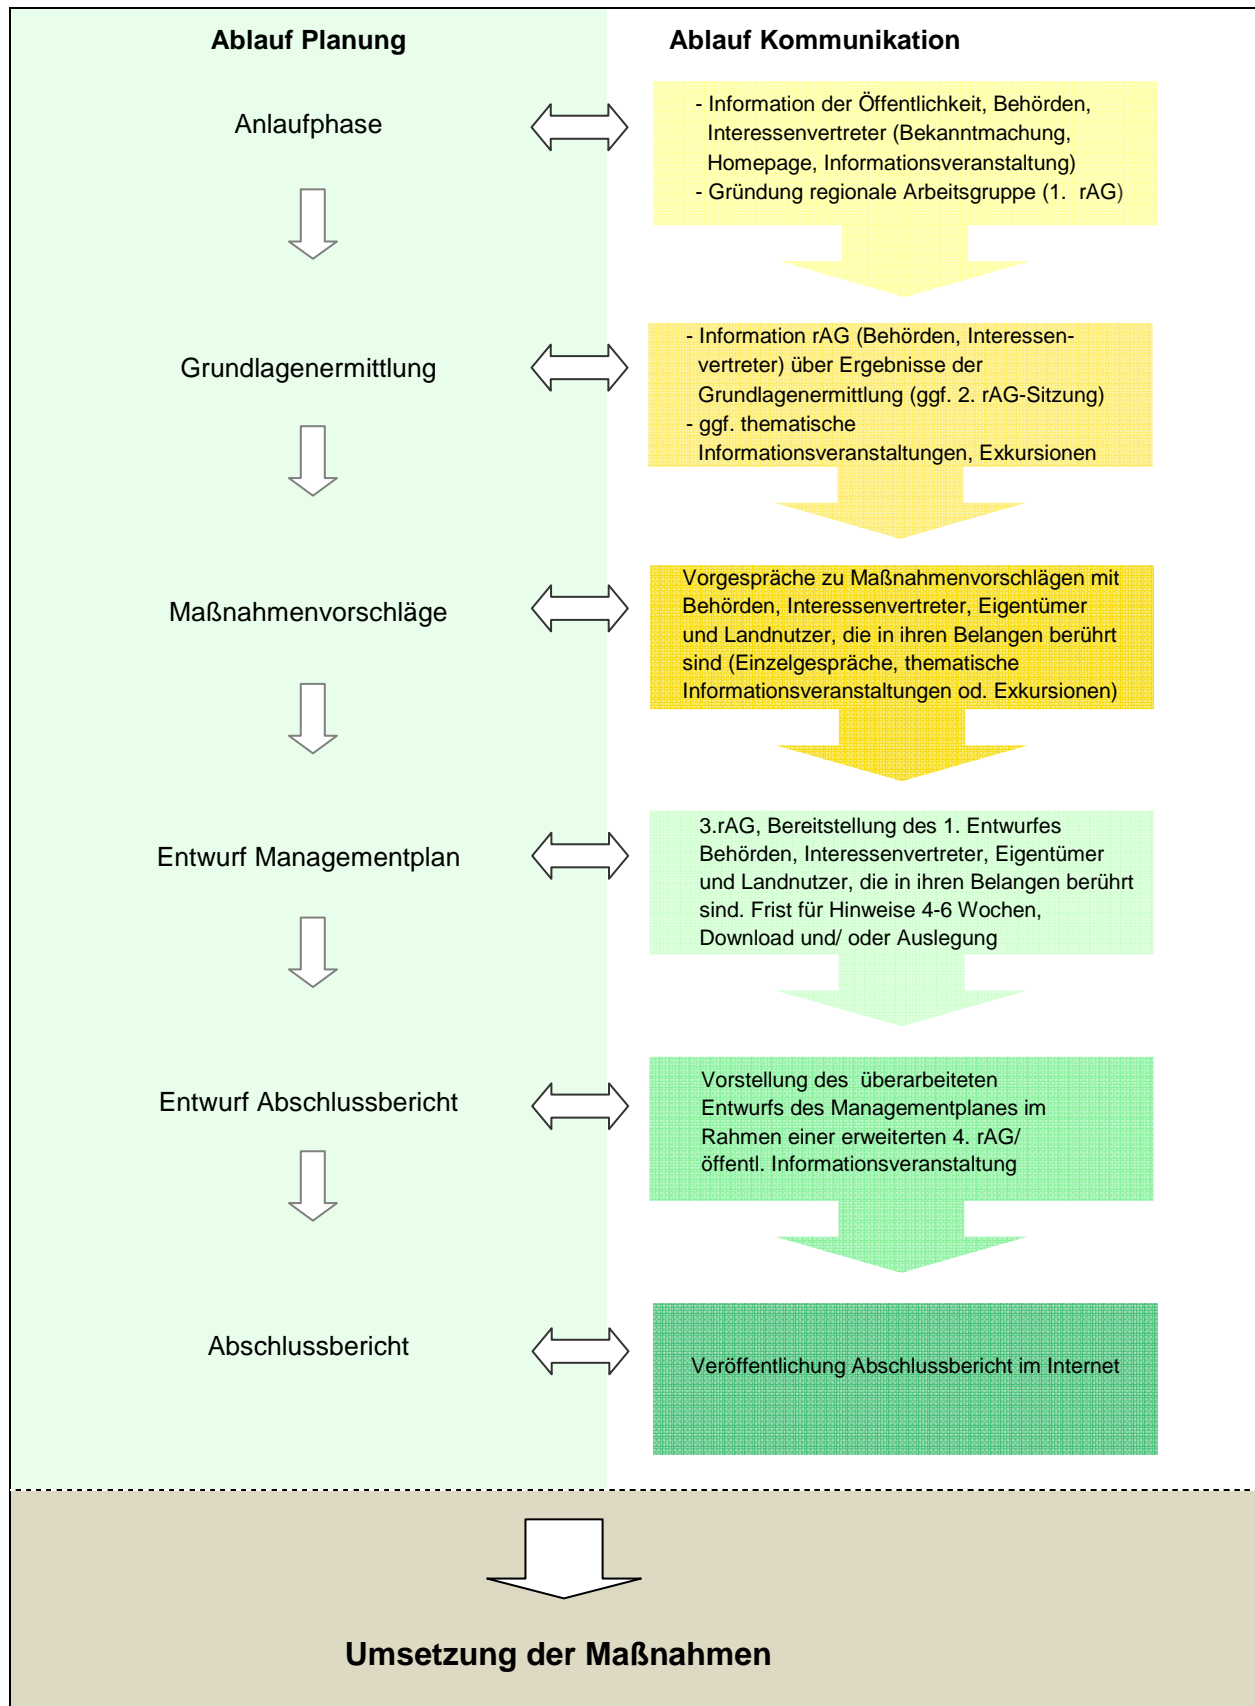 Ablauf Planung
Ablauf Kommunikation
Anlaufphase
- Information der Öffentlichkeit, Behörden,
Interessenvertreter (Bekanntmachung,
Homepage, Informationsveranstaltung)
- Gründung regionale Arbeitsgruppe (1. rAG)
Grundlagenermittlung
- Information rAG (Behörden, Interessen-
vertreter) über Ergebnisse der
Grundlagenermittlung (ggf. 2. rAG-Sitzung)
- ggf. thematische
Informationsveranstaltungen, Exkursionen
Maßnahmenvorschläge
Vorgespräche zu Maßnahmenvorschlägen mit
Behörden, Interessenvertreter, Eigentümer
und Landnutzer, die in ihren Belangen berührt
sind (Einzelgespräche, thematische
Informationsveranstaltungen od. Exkursionen)
Entwurf Managementplan
3.rAG, Bereitstellung des 1. Entwurfes
Behörden, Interessenvertreter, Eigentümer
und Landnutzer, die in ihren Belangen berührt
sind. Frist für Hinweise 4-6 Wochen,
Download und/ oder Auslegung
Entwurf Abschlussbericht
Vorstellung des überarbeiteten
Entwurfs des Managementplanes im
Rahmen einer erweiterten 4. rAG/
öffentl. Informationsveranstaltung
Abschlussbericht
Veröffentlichung Abschlussbericht im Internet
Umsetzung der Maßnahmen